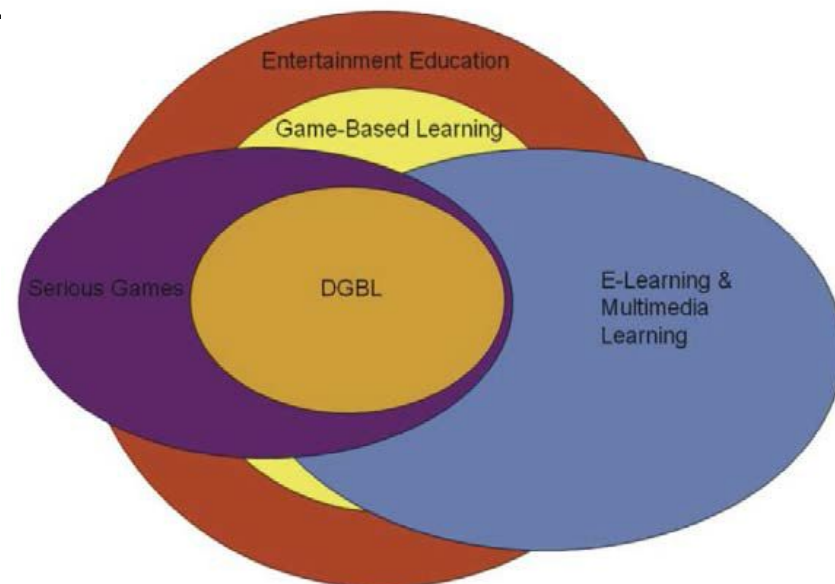 Entertainment Education
Game-Based Learning
Serious Games
DGBL
E-Learning &
Multimedia
Learning